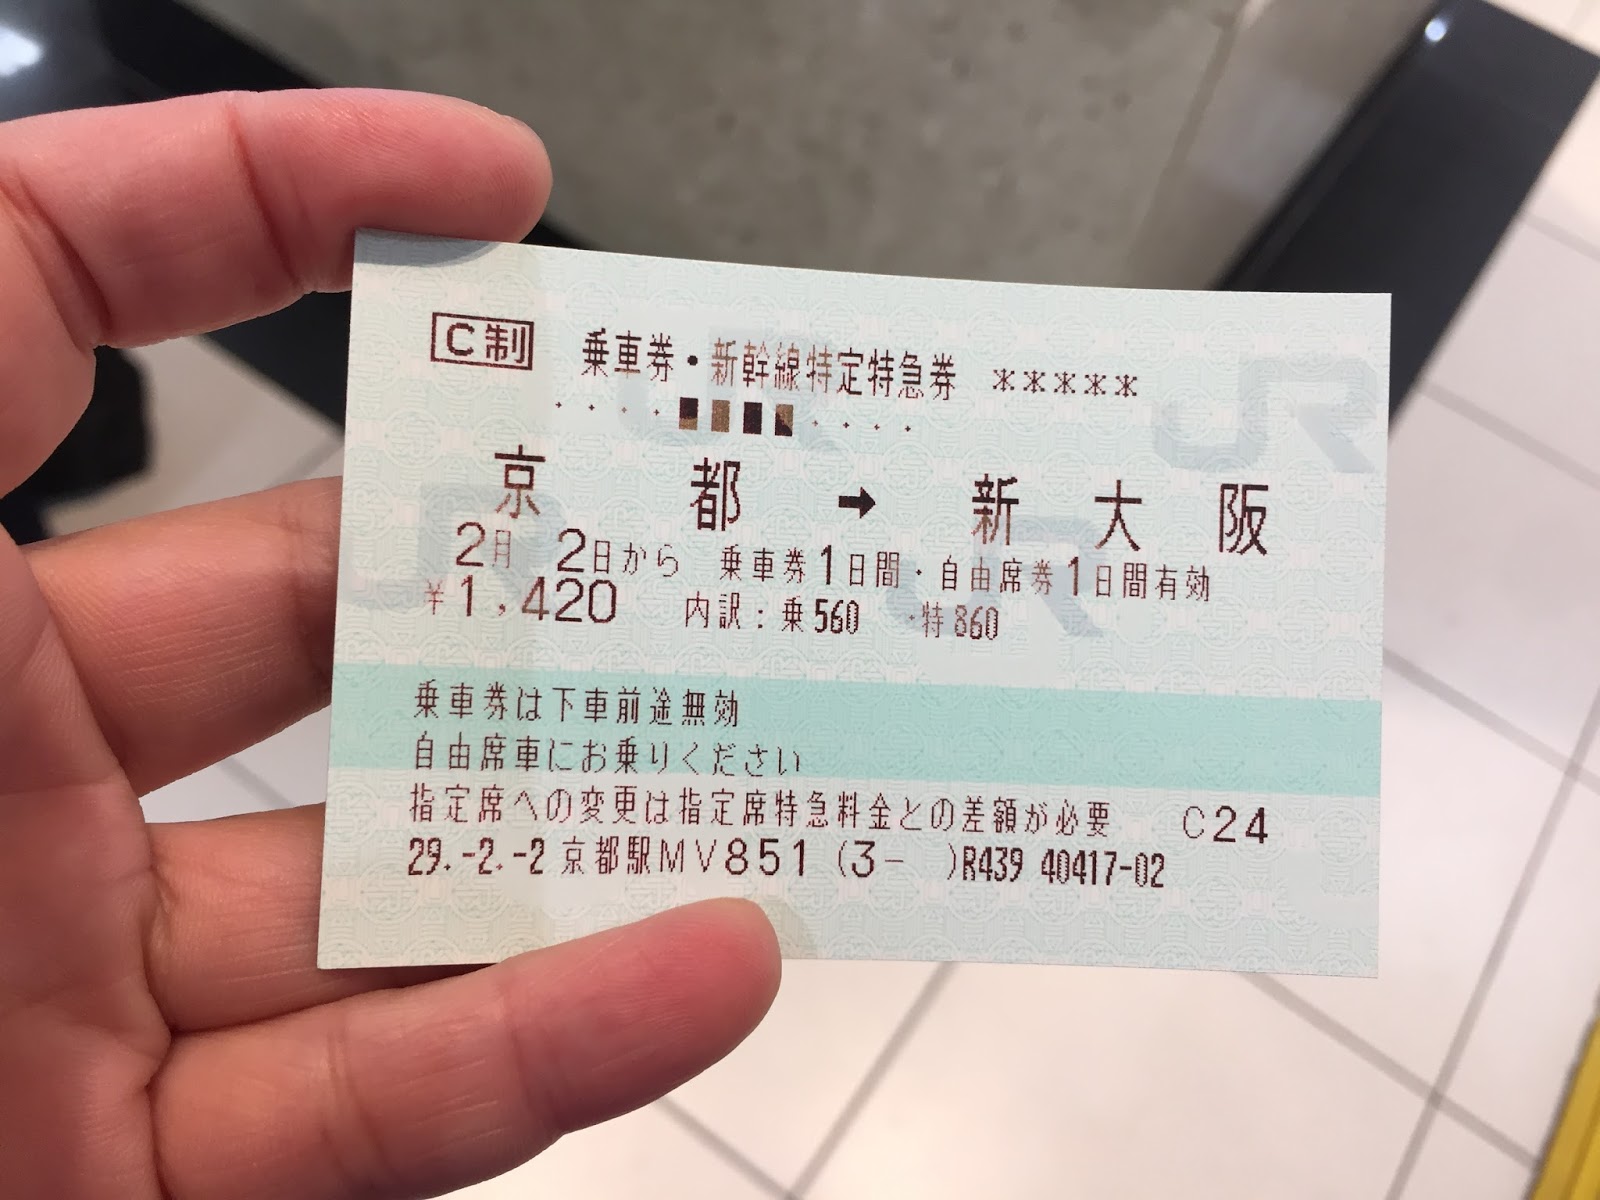 C制 乗車券・新幹線特定特急券 *****
京都→新大阪
2月 2日から 乗車券1日間・自由席券1日間有効
¥1,420 内訳:乗560 ・特860
乗車券は下車前途無効
自由席車にお乗りください
指定席への変更は指定席特急料金との差額が必要 C24
29.-2.-2 京都駅MV851 (3- )R439 40417-02